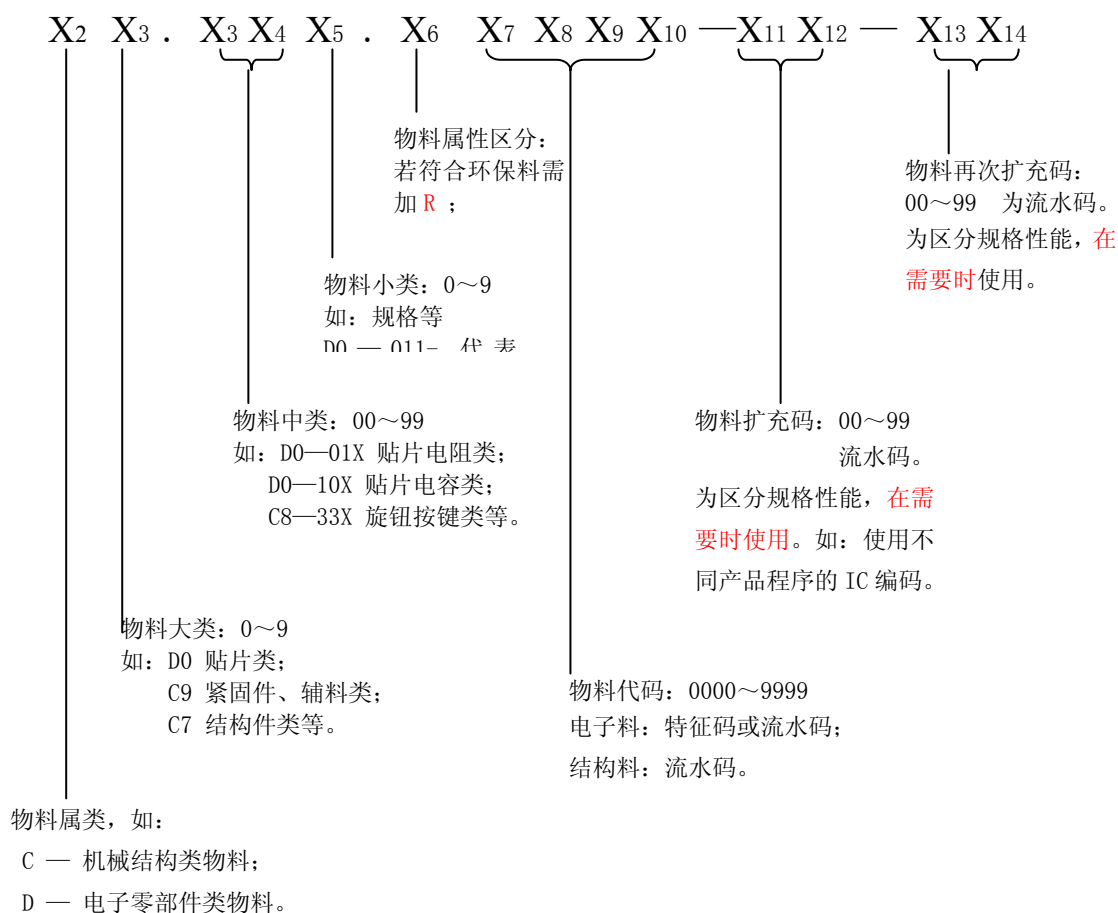 X2 X3 . X3 X4 X5 . X6 X7 X8 X9 X10 —X11 X12 — X13 X14
物料属性区分：
若符合环保料需
加 R ；
物料再次扩充码：
00～99 为流水码。
为区分规格性能，在
需要时使用。
物料小类：0～9
如：规格等
D0 — 011- 代 表
物料中类：00～99
如：D0—01X 贴片电阻类；
D0—10X 贴片电容类；
C8—33X 旋钮按键类等。
物料扩充码：00～99
流水码。
为区分规格性能，在需
要时使用。如：使用不
同产品程序的 IC 编码。
物料大类：0～9
如：D0 贴片类；
C9 紧固件、辅料类；
C7 结构件类等。
物料代码：0000～9999
电子料：特征码或流水码；
结构料：流水码。
物料属类，如：
C — 机械结构类物料；
D — 电子零部件类物料。